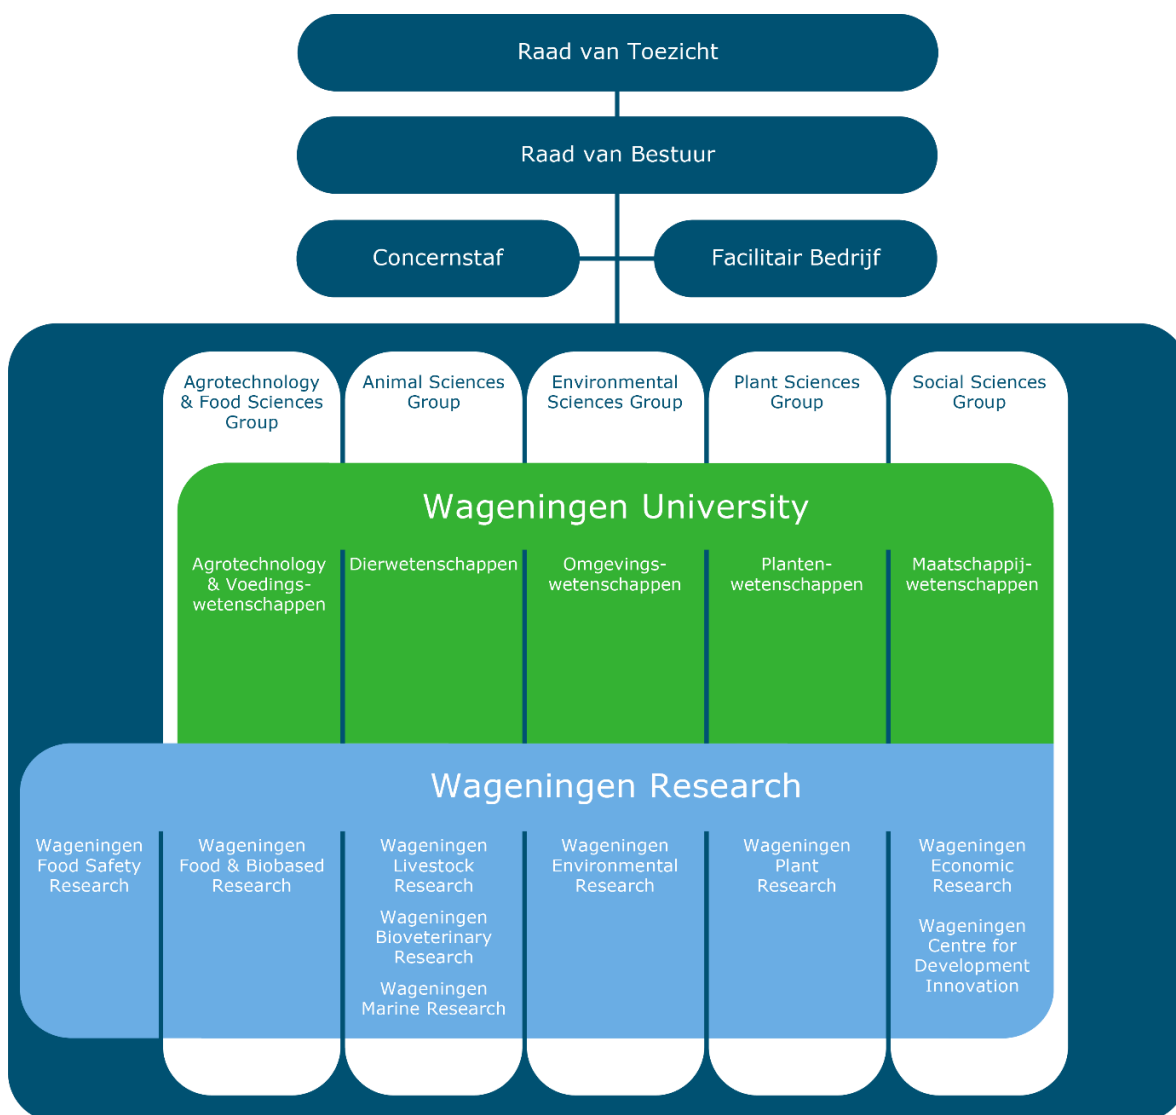 Raad van Toezicht
Raad van Bestuur
Concernstaf
Facilitair Bedrijf
Agrotechnology
& Food Sciences
Group
Animal Sciences
Group
Environmental
Sciences Group
Plant Sciences
Group
Social Sciences
Group
Wageningen University
Agrotechnology
& Voedings-
wetenschappen
Dierwetenschappen
Omgevings-
wetenschappen
Planten-
wetenschappen
Maatschappij-
wetenschappen
Wageningen Research
Wageningen
Food Safety
Research
Wageningen
Food & Biobased
Research
Wageningen
Livestock
Research
Wageningen
Bioveterinary
Research
Wageningen
Marine Research
Wageningen
Environmental
Research
Wageningen
Plant
Research
Wageningen
Economic
Research
Wageningen
Centre for
Development
Innovation